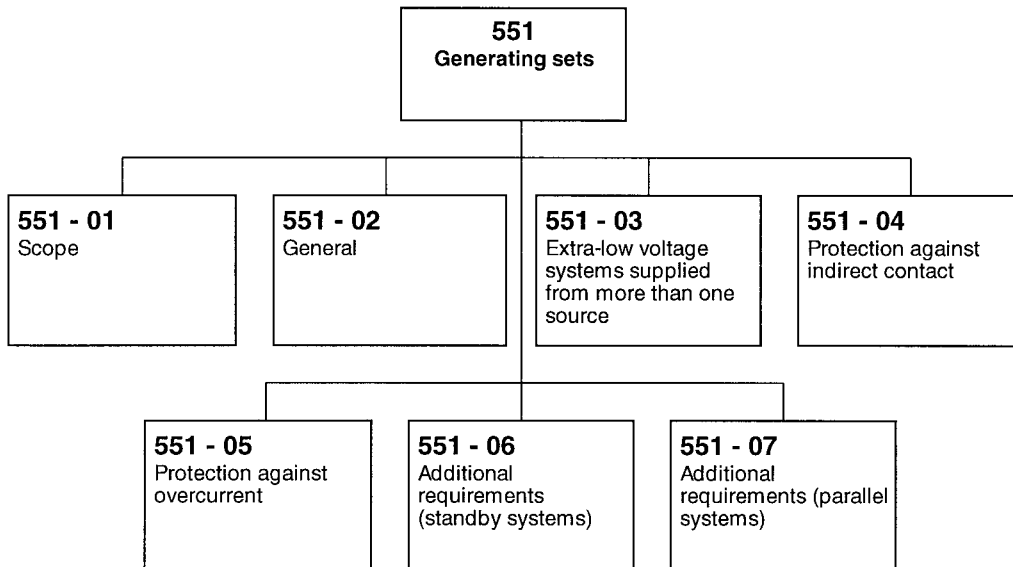 551
Generating sets
551 - 01
Scope
551 - 02
General
551 - 03
Extra-low voltage
systems supplied
from more than one
source
551 - 04
Protection against
indirect contact
551 - 05
Protection against
overcurrent
551 - 06
Additional
requirements
(standby systems)
551 - 07
Additional
requirements (parallel
systems)